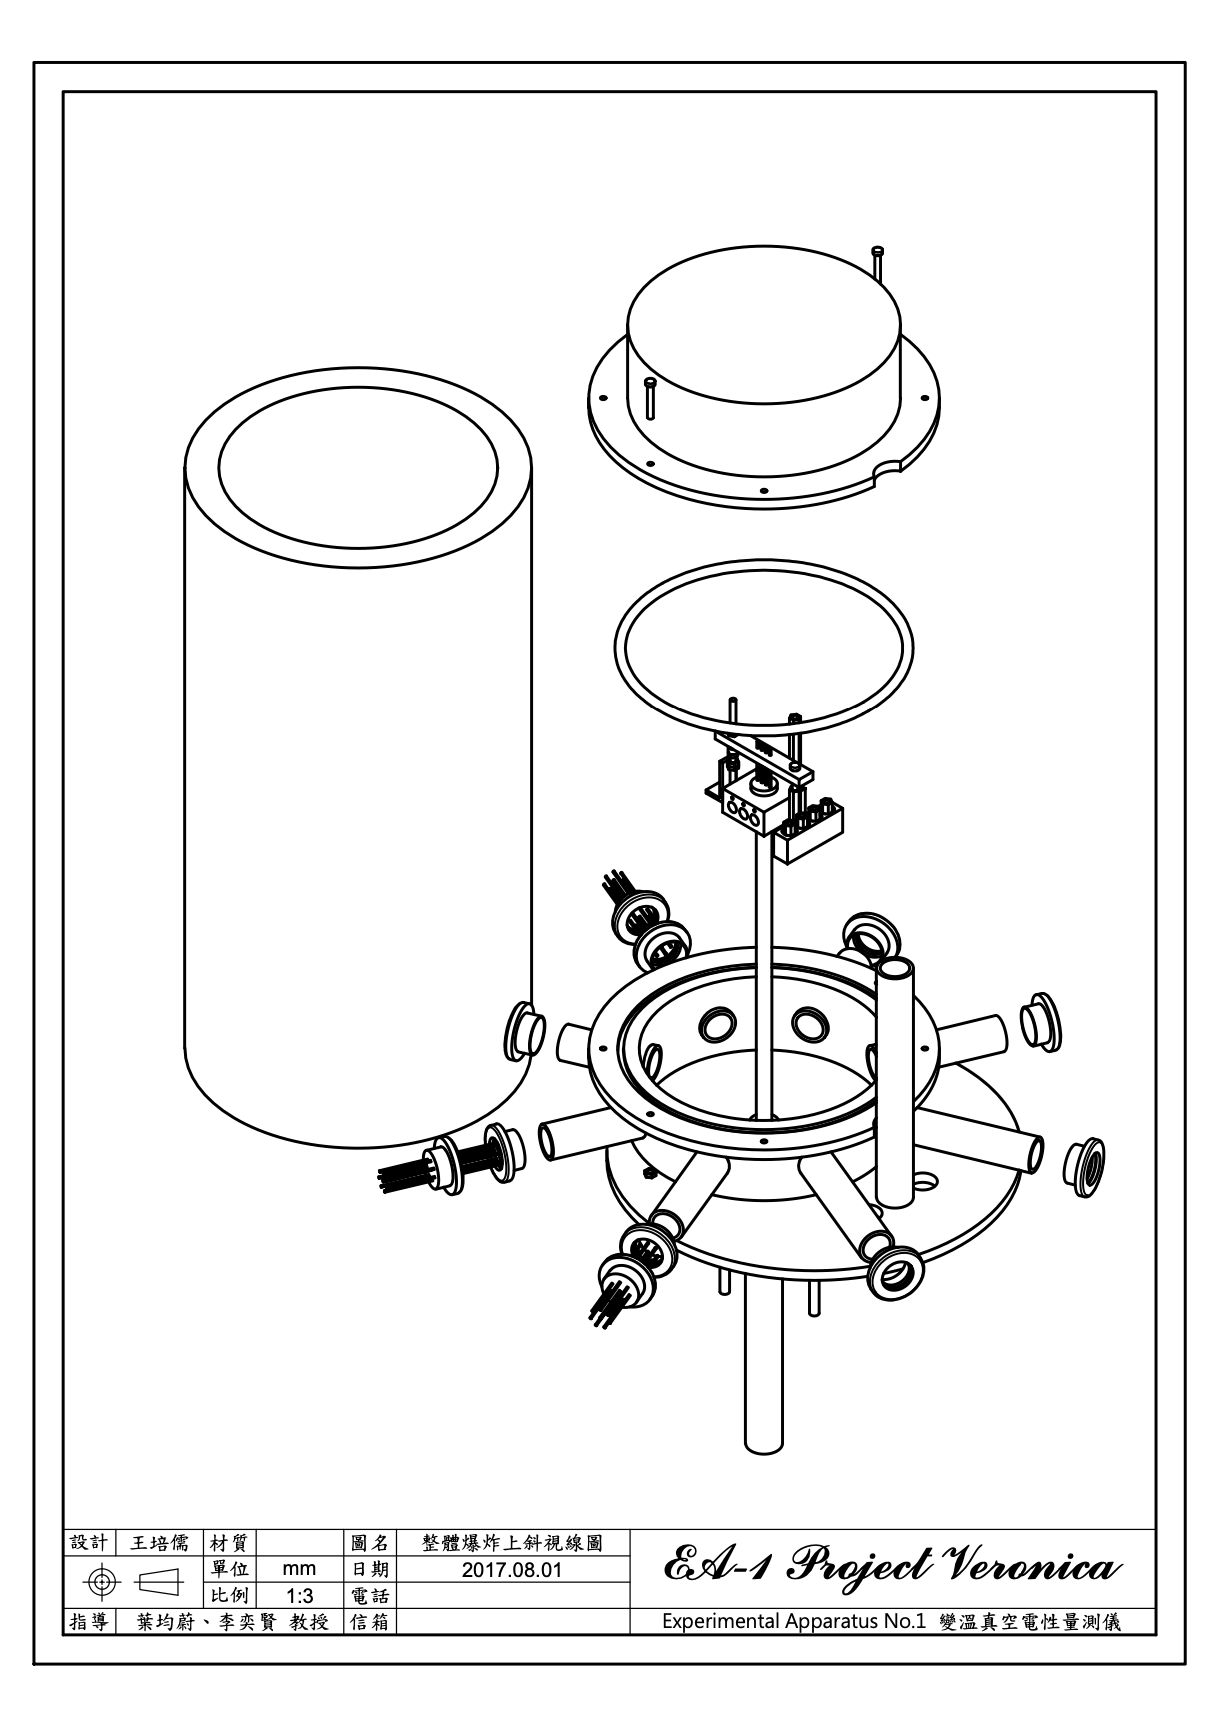 設計 王培儒 材質 圖名 整體爆炸上斜視線圖
單位 mm 日期 2017.08.01
比例 1:3 電話
指導 葉均蔚、李奕賢 教授 信箱
EA-1 Project Veronica
Experimental Apparatus No.1 變溫真空電性量測儀